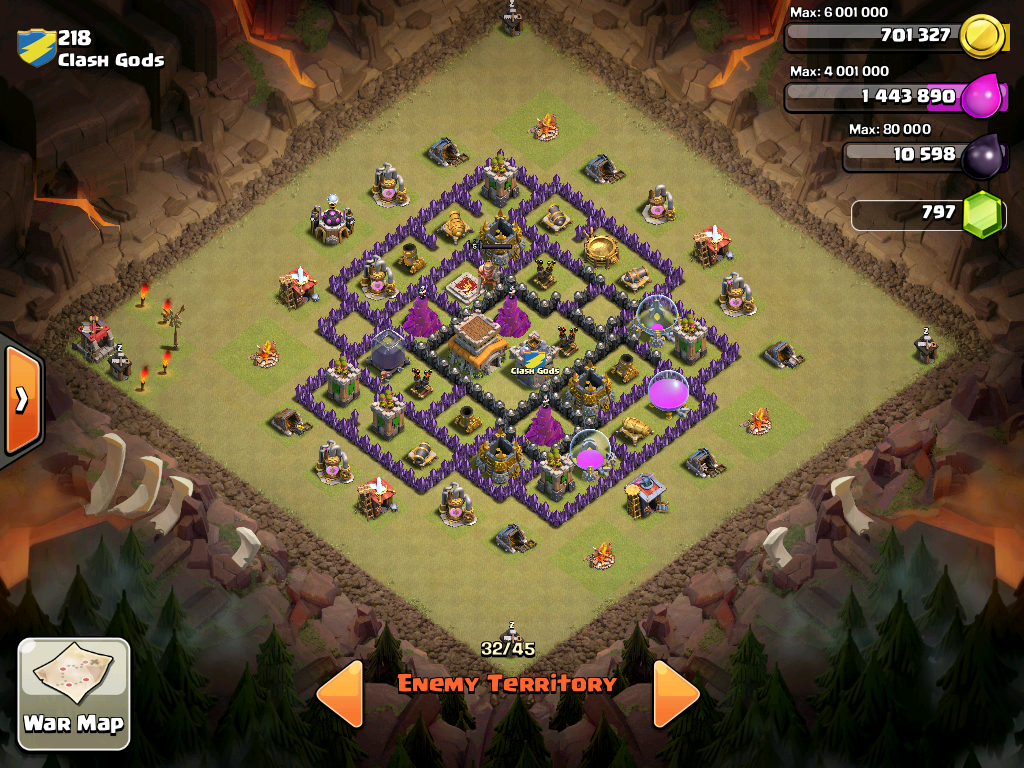 218
Clash Gods
Max: 6 001 000
701 327
Max: 4 001 000
1 443 890
Max: 80 000
10 598
797
Z
Z
Z
Clash Gods
Z
32/45
Enemy Territory
War Map